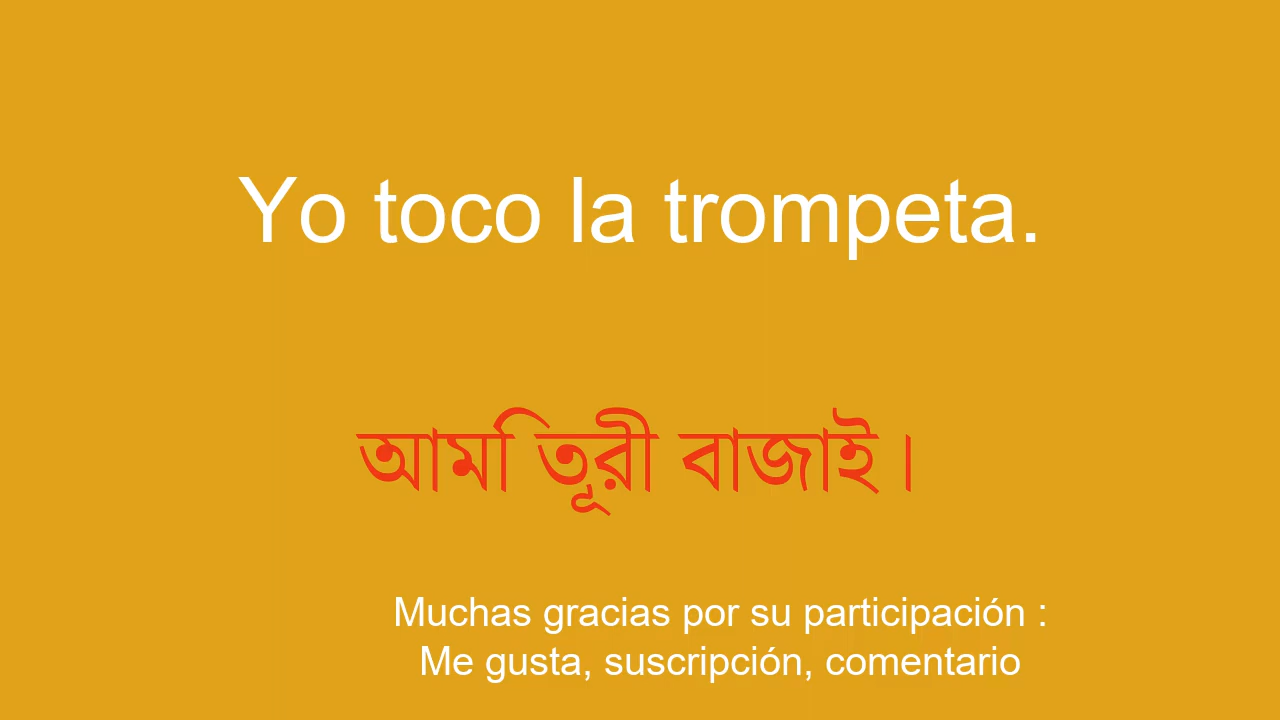 Yo toco la trompeta.
আমি তূরী বাজাই।
Muchas gracias por su participación :
Me gusta, suscripción, comentario